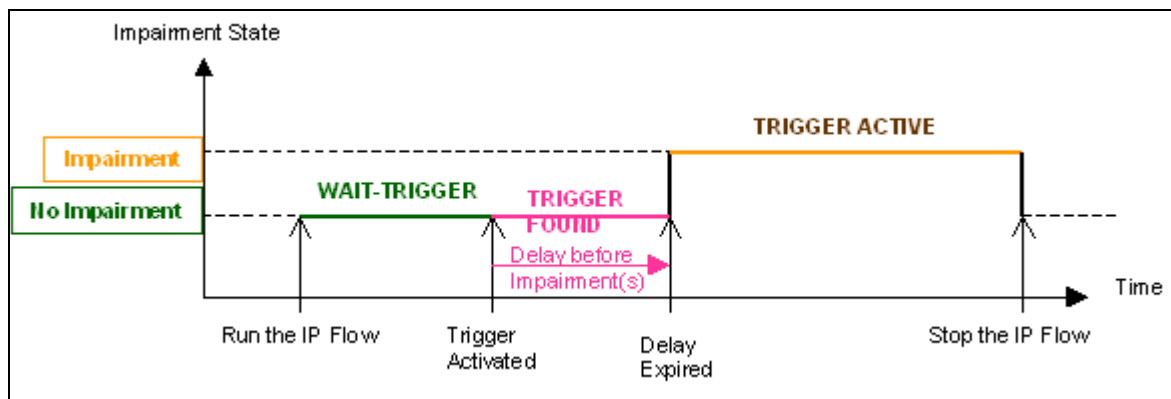 Impairment State
TRIGGER ACTIVE
Impairment
WAIT-TRIGGER
TRIGGER
FOUND
No Impairment
Delay before
Impairment(s)
Time
Run the IP Flow
Trigger
Activated
Delay
Expired
Stop the IP Flow